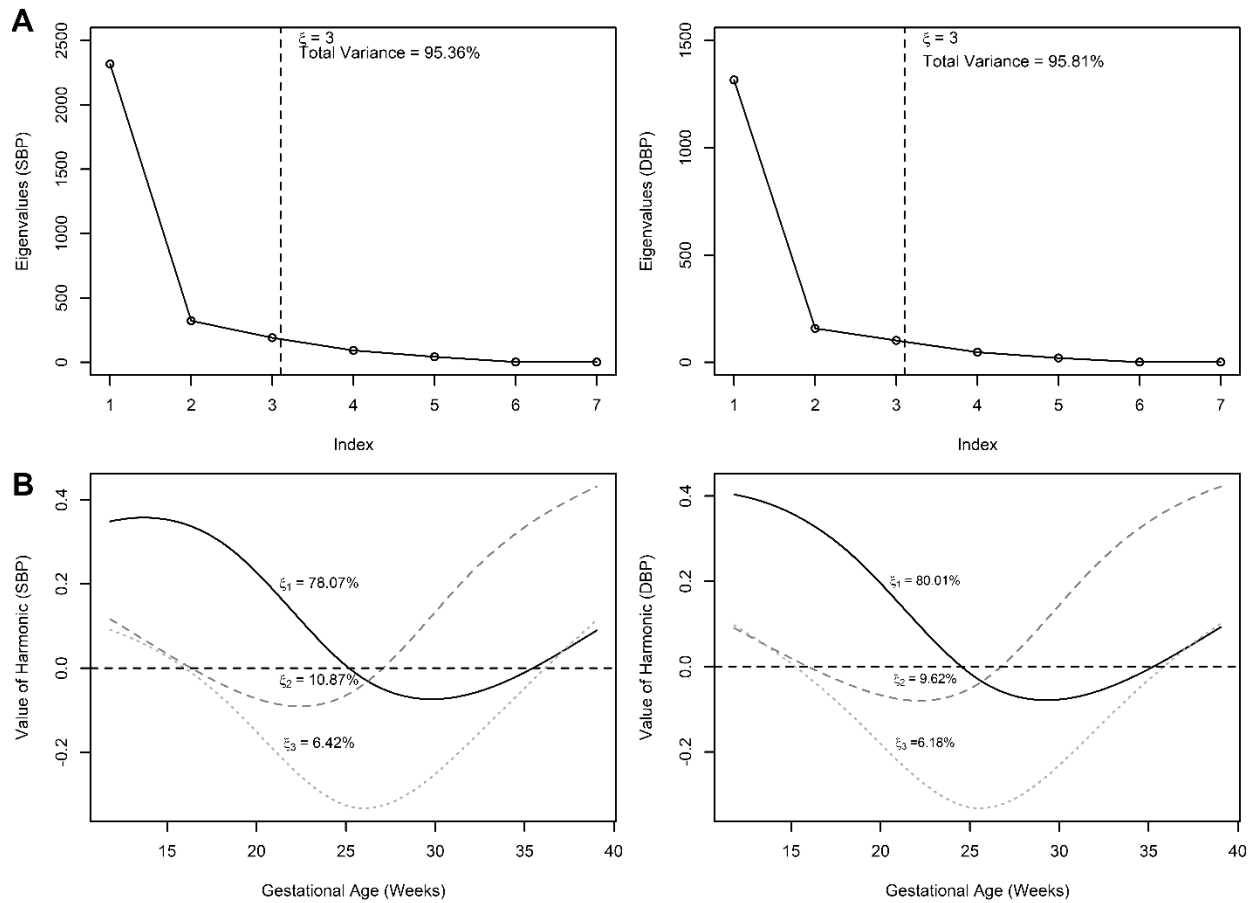 A
ξ = 3
Total Variance = 95.36%
Eigenvalues (SBP)
0
500
1000
1500
2000
2500
1
2
3
4
5
6
7
Index
ξ = 3
Total Variance = 95.81%
Eigenvalues (DBP)
0
500
1000
1500
1
2
3
4
5
6
7
Index
B
Value of Harmonic (SBP)
-0.2
0.0
0.2
0.4
ξ1 = 78.07%
ξ2 = 10.87%
ξ3 = 6.42%
15
20
25
30
35
40
Gestational Age (Weeks)
Value of Harmonic (DBP)
-0.2
0.0
0.2
0.4
ξ1 = 80.01%
ξ2 = 9.62%
ξ3 =6.18%
15
20
25
30
35
40
Gestational Age (Weeks)